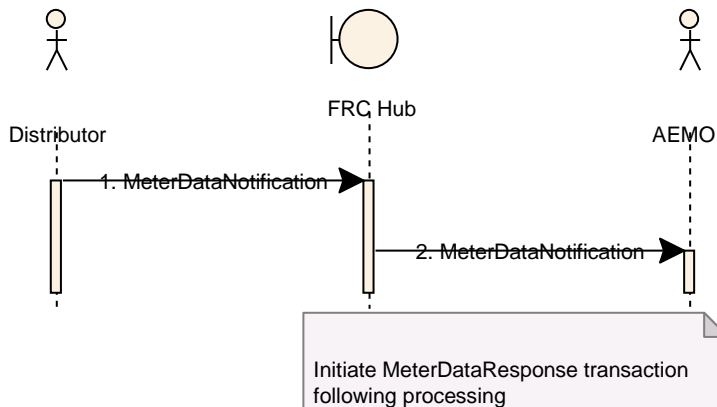 FRC Hub
Distributor
AEMO
1. MeterDataNotification
2. MeterDataNotification
Initiate MeterDataResponse transaction
following processing